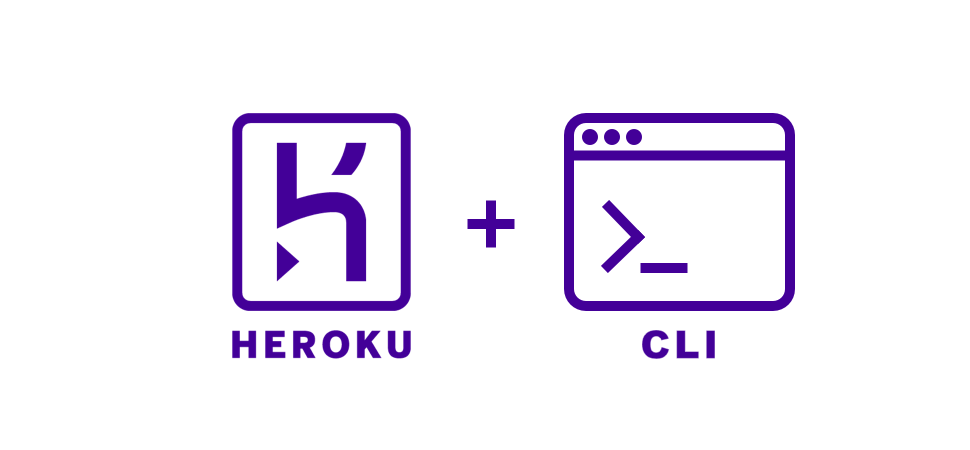 HEROKU
+
>_
CLI